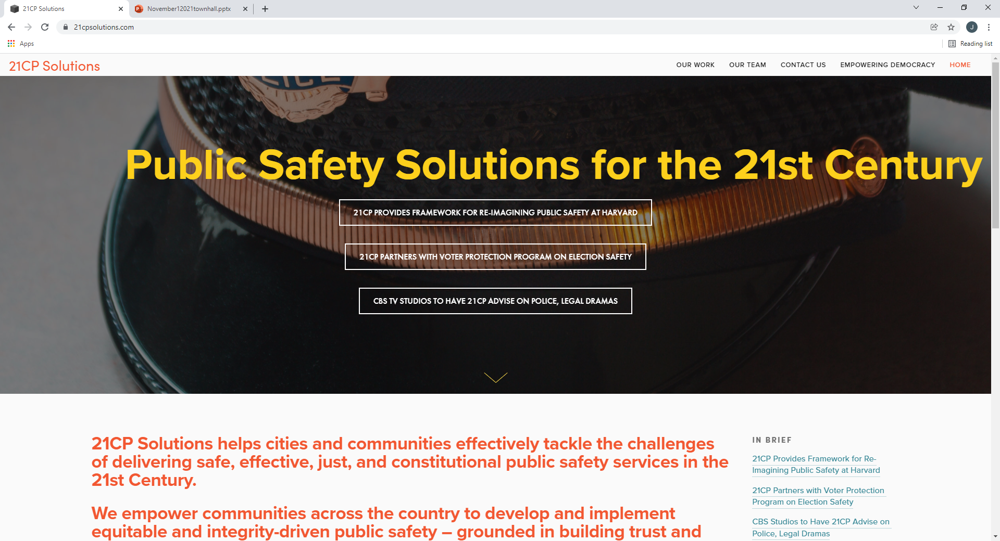 21CP Solutions
November12021townhall.pptx
21cpsolutions.com
J
Apps
Reading list
21CP Solutions
OUR WORK
OUR TEAM
CONTACT US
EMPOWERING DEMOCRACY
HOME
Public Safety Solutions for the 21st Century
21CP PROVIDES FRAMEWORK FOR RE-IMAGINING PUBLIC SAFETY AT HARVARD
21CP PARTNERS WITH VOTER PROTECTION PROGRAM ON ELECTION SAFETY
CBS TV STUDIOS TO HAVE 21CP ADVISE ON POLICE, LEGAL DRAMAS
21CP Solutions helps cities and communities effectively tackle the challenges
of delivering safe, effective, just, and constitutional public safety services in the
21st Century.
We empower communities across the country to develop and implement
equitable and integrity-driven public safety – grounded in building trust and
IN BRIEF
21CP Provides Framework for Re-
Imagining Public Safety at Harvard
21CP Partners with Voter Protection
Program on Election Safety
CBS Studios to Have 21CP Advise on
Police, Legal Dramas